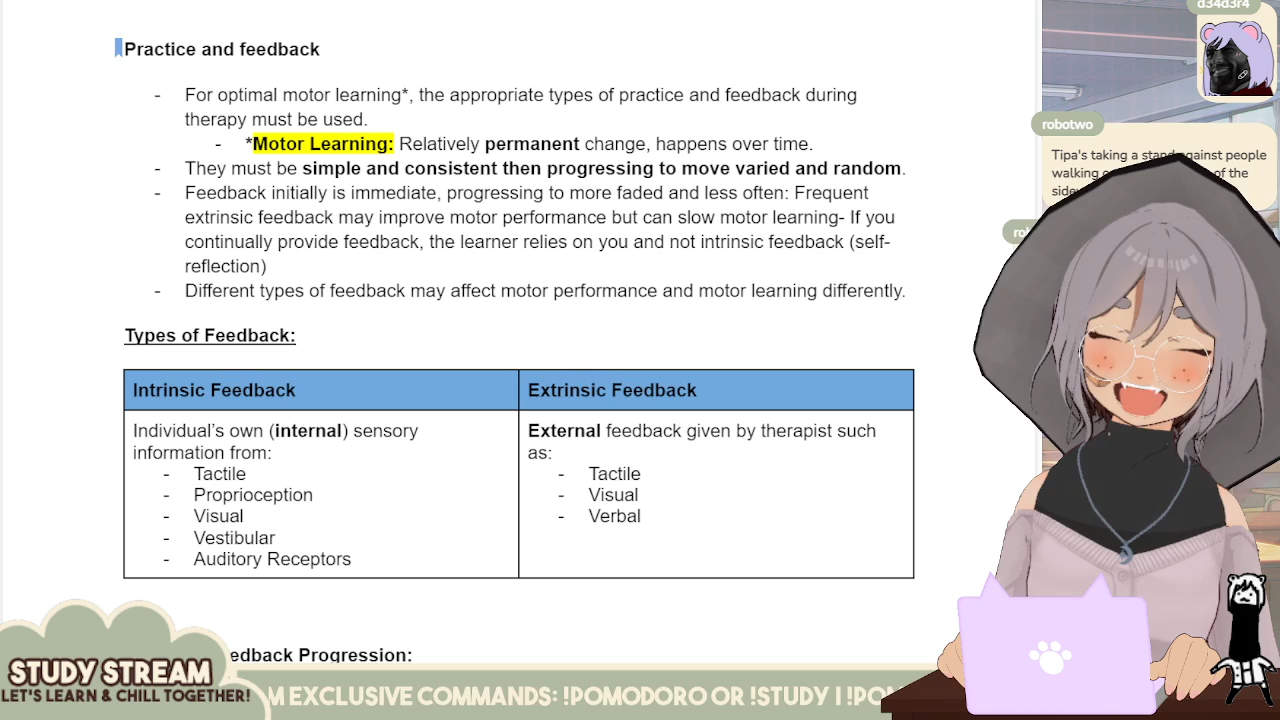 d34d3r4
Practice and feedback
- For optimal motor learning*, the appropriate types of practice and feedback during
therapy must be used.
- *Motor Learning: Relatively permanent change, happens over time.
- They must be simple and consistent then progressing to move varied and random.
- Feedback initially is immediate, progressing to more faded and less often: Frequent
extrinsic feedback may improve motor performance but can slow motor learning- If you
continually provide feedback, the learner relies on you and not intrinsic feedback (self-
reflection)
- Different types of feedback may affect motor performance and motor learning differently.
robotwo
Tipa's taking a stand against people
walking of the
Types of Feedback:
Intrinsic Feedback
Individual's own (internal) sensory
information from:
- Tactile
- Proprioception
- Visual
- Vestibular
- Auditory Receptors
Extrinsic Feedback
External feedback given by therapist such
as:
- Tactile
- Visual
- Verbal
edback Progression:
STUDY STREAM
LET'S LEARN & CHILL TOGETHER!
M EXCLUSIVE COMMANDS: !POMODORO OR !STUDY | !PO